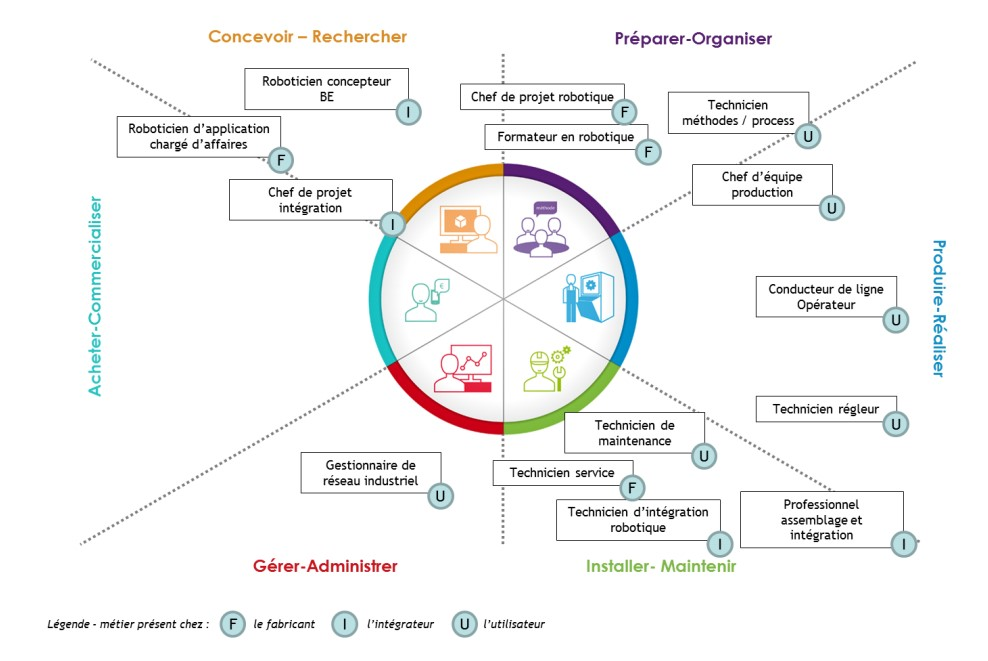 Concevoir – Rechercher
Préparer-Organiser
Roboticien concepteur
BE
I
Roboticien d’application
chargé d’affaires
F
Chef de projet
intégration
I
Chef de projet robotique
F
Formateur en robotique
F
Technicien
méthodes / process
U
Chef d’équipe
production
U
Acheter-Commercialiser
méthode
€
Produire-Réaliser
Conducteur de ligne
Opérateur
U
Technicien régleur
U
Technicien de
maintenance
U
Gestionnaire de
réseau industriel
U
Technicien service
F
Technicien d’intégration
robotique
I
Professionnel
assemblage et
intégration
I
Gérer-Administrer
Installer- Maintenir
Légende - métier présent chez : F le fabricant I l’intégrateur U l’utilisateur